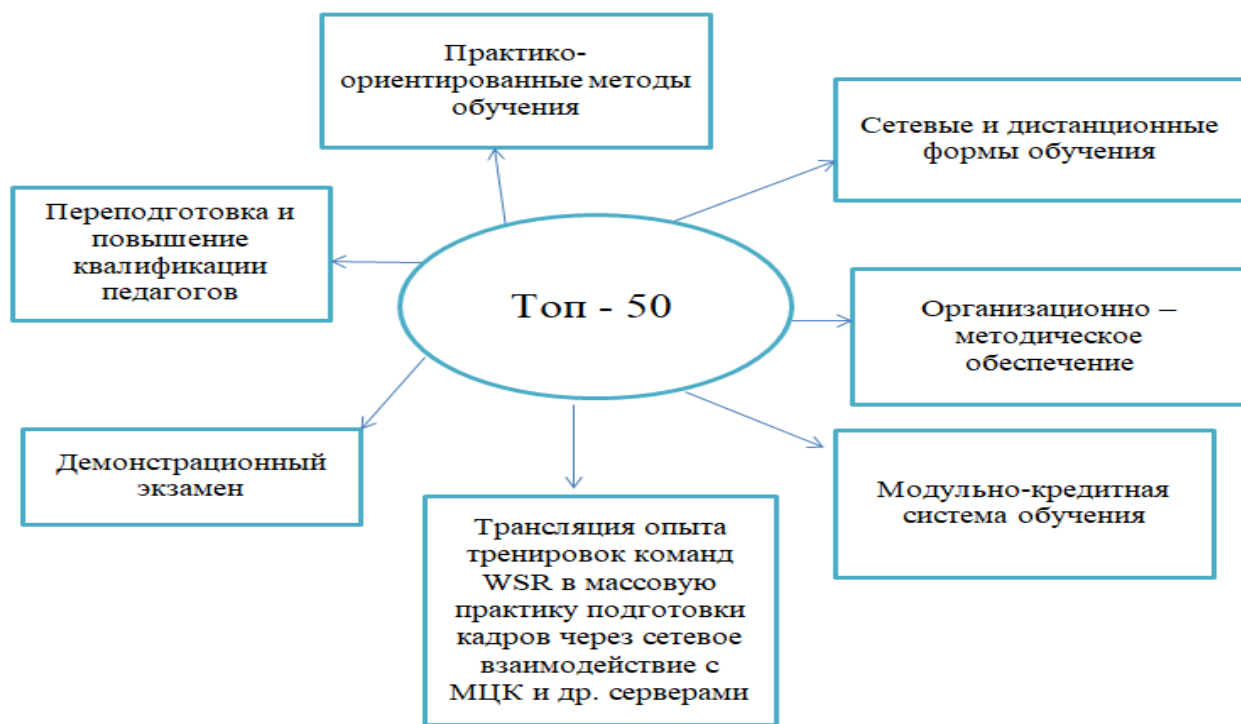 Практико-
ориентированные методы
обучения
Сетевые и дистанционные
формы обучения
Переподготовка и
повышение
квалификации
педагогов
Топ - 50
Организационно –
методическое
обеспечение
Демонстрационный
экзамен
Модульно-кредитная
система обучения
Трансляция опыта
тренировок команд
WSR в массовую
практику подготовки
кадров через сетевое
взаимодействие с
МЦК и др. серверами